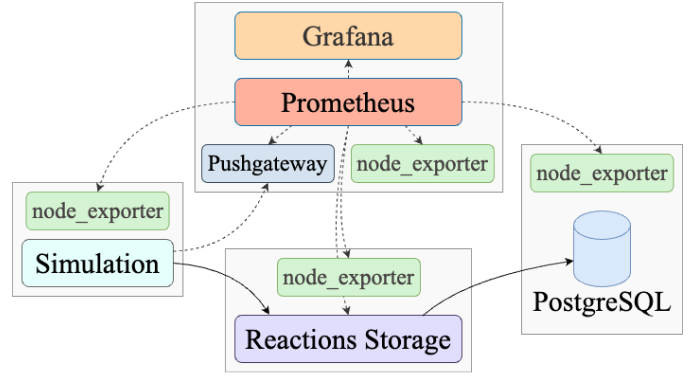 Grafana
Prometheus
Pushgateway
node_exporter
node_exporter
node_exporter
Simulation
node_exporter
PostgreSQL
Reactions Storage